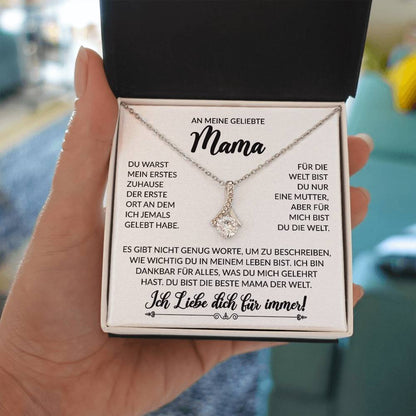 AN MEINE GELIEBTE
Mama
DU WARST
MEIN ERSTES
ZUHAUSE
DER ERSTE
ORT AN DEM
ICH JEMALS
GELEBT HABE.
FÜR DIE
WELT BIST
DU NUR
EINE MUTTER,
ABER FÜR
MICH BIST
DU DIE WELT.
ES GIBT NICHT GENUG WORTE, UM ZU BESCHREIBEN,
WIE WICHTIG DU IN MEINEM LEBEN BIST. ICH BIN
DANKBAR FÜR ALLES, WAS DU MICH GELEHRT
HAST. DU BIST DIE BESTE MAMA DER WELT.
Ich Liebe dich für immer!